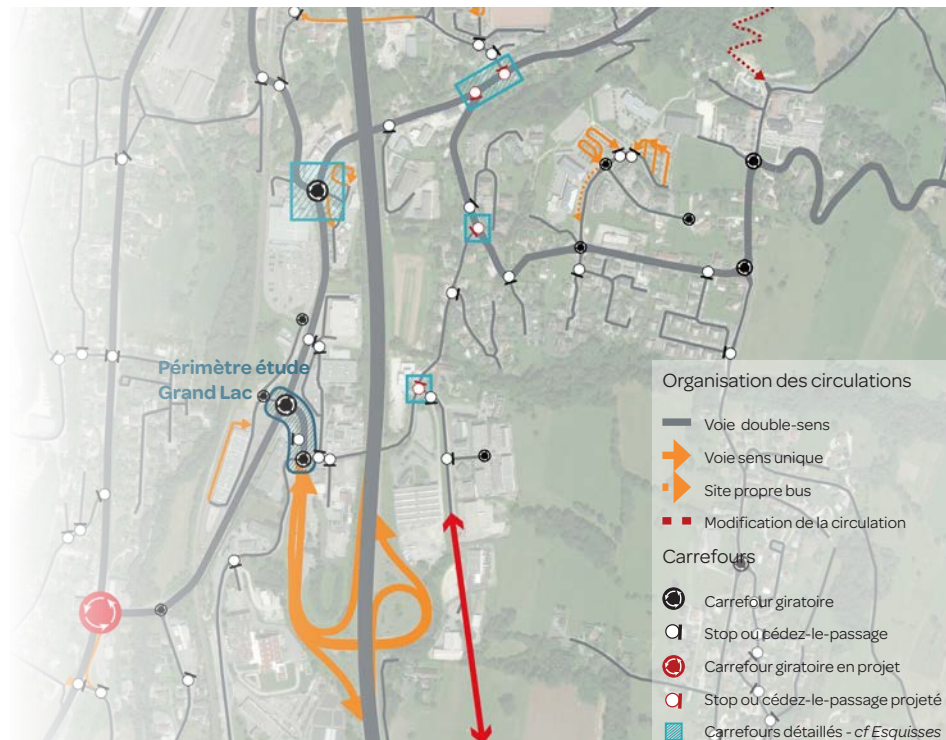 Périmètre étude
Grand Lac
Organisation des circulations
Voie double-sens
Voie sens unique
Site propre bus
Modification de la circulation
Carrefours
Carrefour giratoire
Stop ou cédez-le-passage
Carrefour giratoire en projet
Stop ou cédez-le-passage projeté
Carrefours détaillés - cf Esquisses